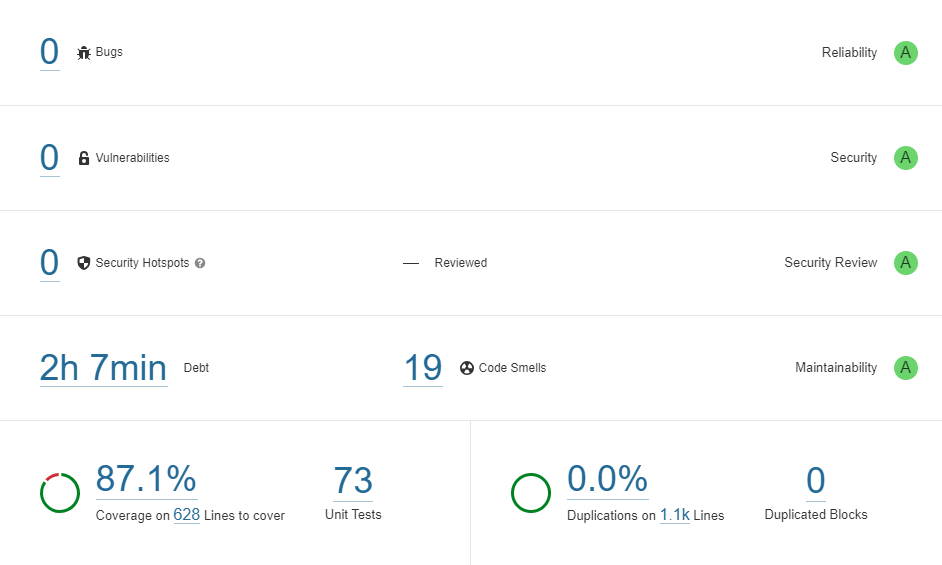 0 Bugs Reliability A
0 Vulnerabilities Security A
0 Security Hotspots ? — Reviewed Security Review A
2h 7min Debt 19 Code Smells Maintainability A
87.1% 73 0.0% 0
Coverage on 628 Lines to cover Unit Tests Duplications on 1.1k Lines Duplicated Blocks